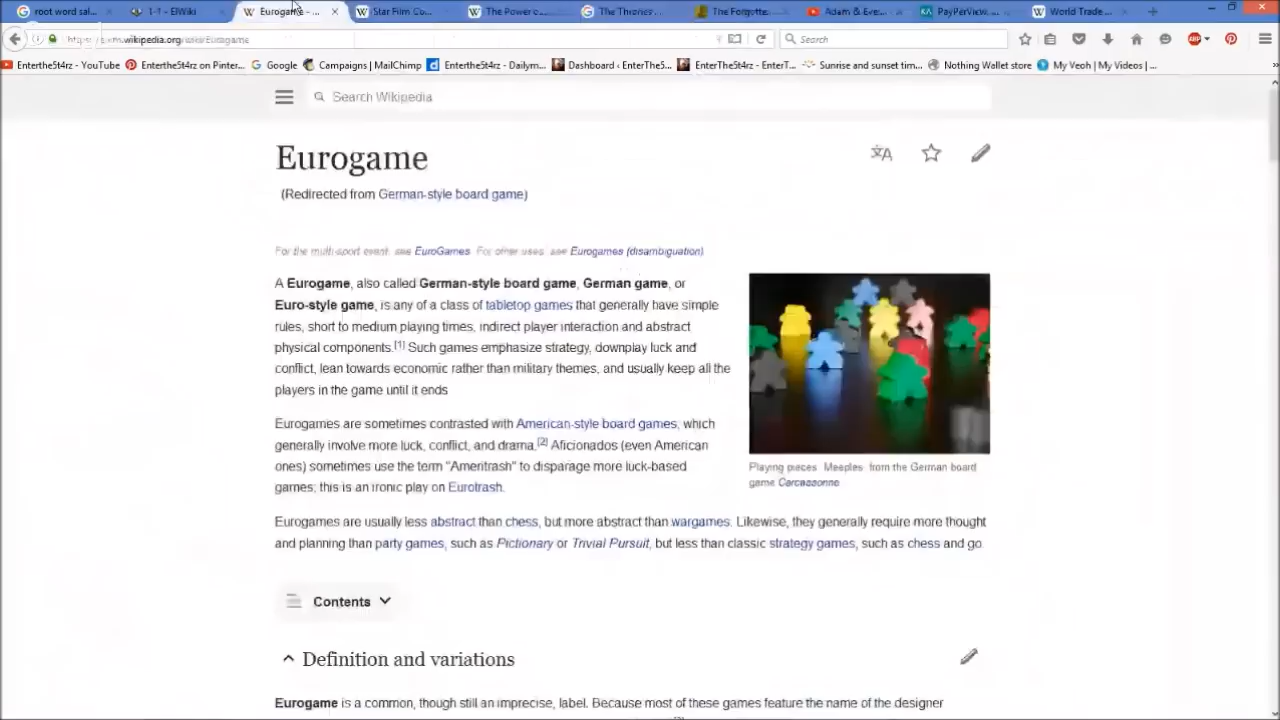 root word sal...
1-1 - ElWiki
Eurogame - ...
Star Film Co...
The Power o...
The Thrones ...
The Forgotte...
Adam & Eve...
PayPerView...
World Trade...
wikipedia.org
Search
Enterthe5t4rz - YouTube
Enterthe5t4rz on Pinter...
Google
Campaigns | MailChimp
Enterthe5t4rz - Dailym...
Dashboard ‹ EnterThe5...
EnterThe5t4rz ‹ EnterT...
Sunrise and sunset tim...
Nothing Wallet store
My Veoh | My Videos | ...
Search Wikipedia
Eurogame
(Redirected from German-style board game)
For the multi-sport event, see EuroGames. For other uses, see Eurogames (disambiguation)
A Eurogame, also called German-style board game, German game, or
Euro-style game, is any of a class of tabletop games that generally have simple
rules, short to medium playing times, indirect player interaction and abstract
physical components.[1] Such games emphasize strategy, downplay luck and
conflict, lean towards economic rather than military themes, and usually keep all the
players in the game until it ends
Eurogames are sometimes contrasted with American-style board games, which
generally involve more luck, conflict, and drama.[2] Aficionados (even American
ones) sometimes use the term "Ameritrash" to disparage more luck-based
games; this is an ironic play on Eurotrash.
Playing pieces Meeples from the German board
game Carcassonne
Eurogames are usually less abstract than chess, but more abstract than wargames. Likewise, they generally require more thought
and planning than party games, such as Pictionary or Trivial Pursuit, but less than classic strategy games, such as chess and go.
Contents
Definition and variations
Eurogame is a common, though still an imprecise, label. Because most of these games feature the name of the designer